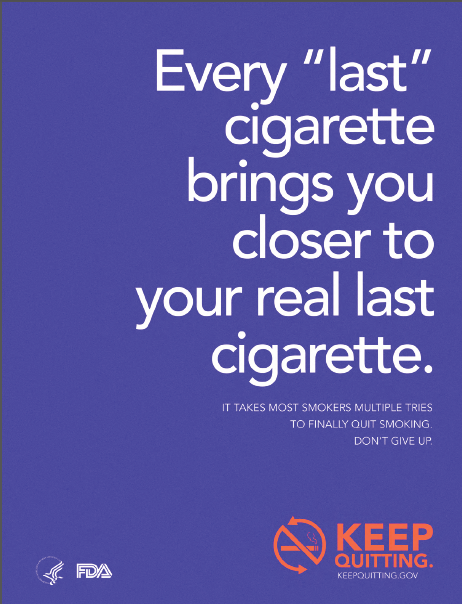 Every “last”
cigarette
brings you
closer to
your real last
cigarette.
IT TAKES MOST SMOKERS MULTIPLE TRIES
TO FINALLY QUIT SMOKING.
DON'T GIVE UP.
KEEP
QUITTING.
KEEPQUITTING.GOV
FDA